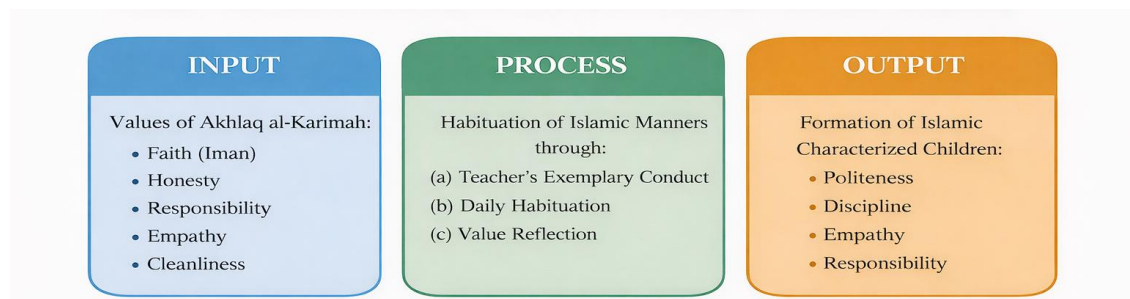 INPUT
Values of Akhlaq al-Karimah:
• Faith (Iman)
• Honesty
• Responsibility
• Empathy
• Cleanliness
PROCESS
Habituation of Islamic Manners
through:
(a) Teacher’s Exemplary Conduct
(b) Daily Habituation
(c) Value Reflection
OUTPUT
Formation of Islamic
Characterized Children:
• Politeness
• Discipline
• Empathy
• Responsibility